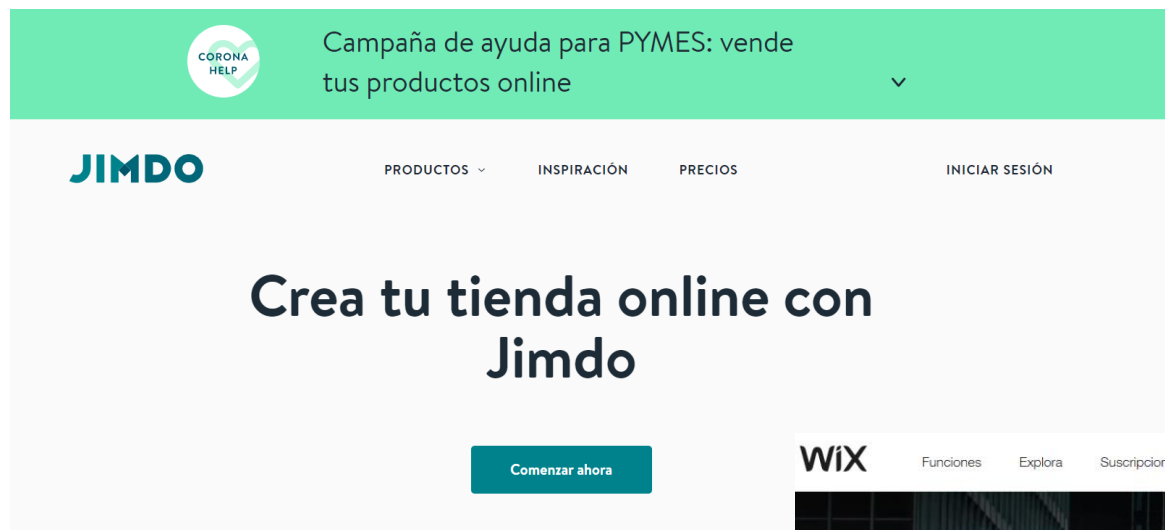 CORONA
HELP
Campaña de ayuda para PYMES: vende
tus productos online
JIMDO
PRODUCTOS
INSPIRACIÓN
PRECIOS
INICIAR SESIÓN
Crea tu tienda online con
Jimdo
Comenzar ahora
WiX
Funciones
Explora
Suscripcion